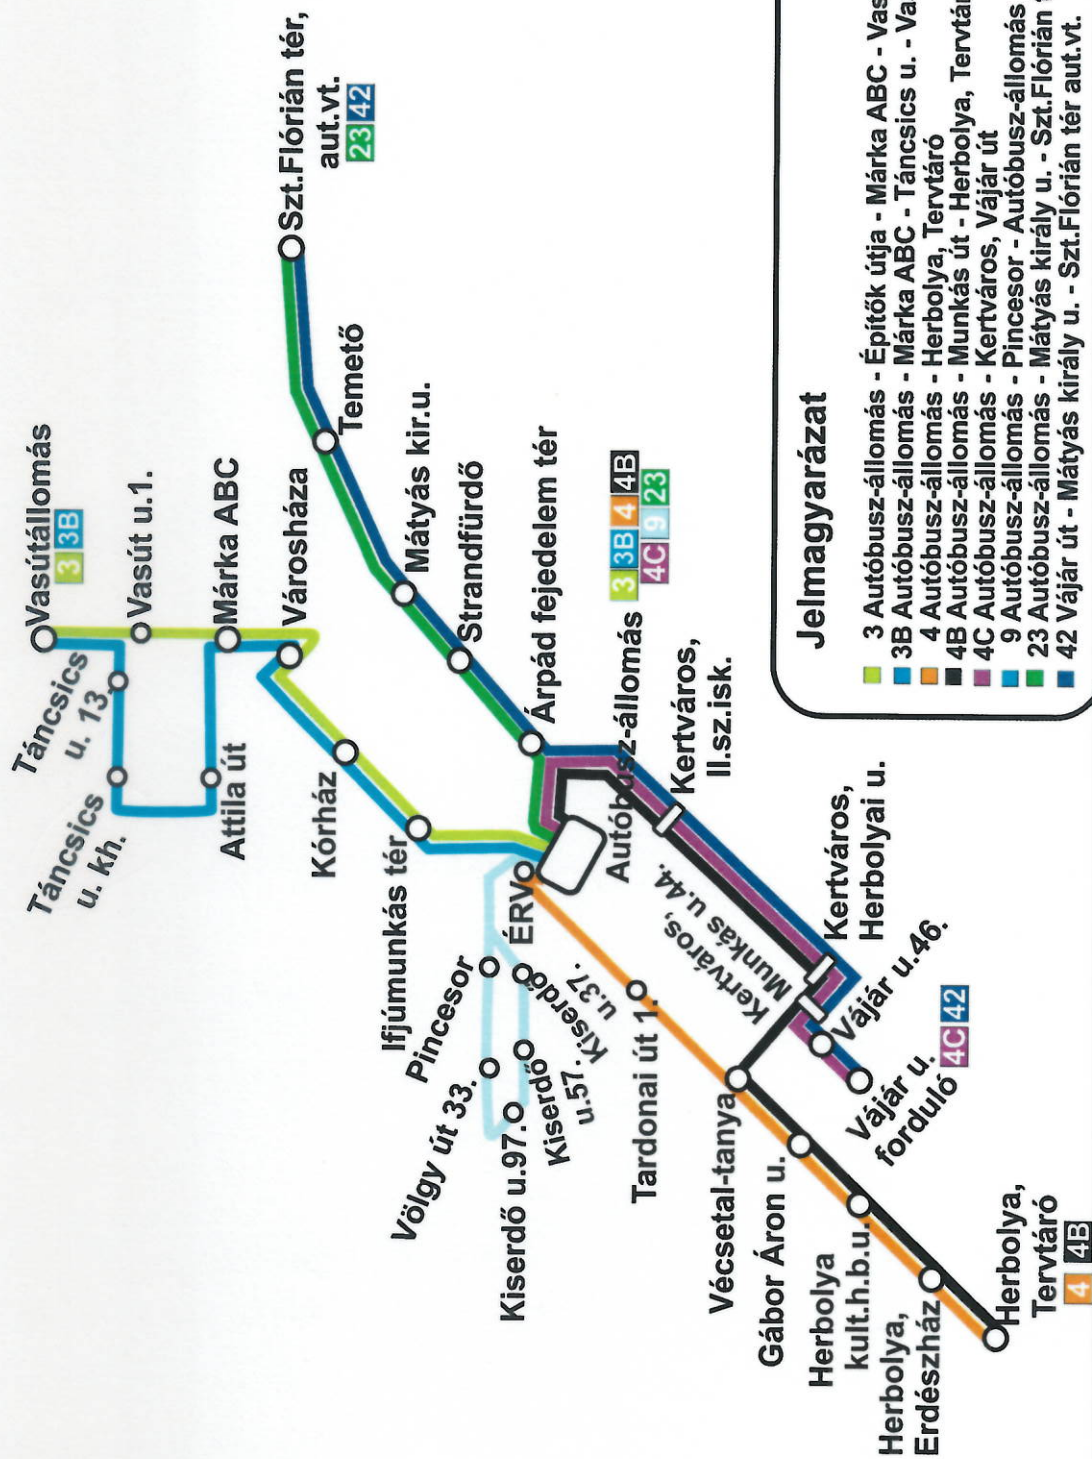 Vasútállomás
3 3B
Táncsics
u. 13
Vasút u.1.
Táncsics
u. kh.
Márka ABC
Attila út
Városháza
Szt.Flórián tér,
aut.vt.
23 42
Kórház
Temető
Ifjúmunkás tér
Mátyás kir.u.
Strandfürdő
Pincesor
ÉRV
Árpád fejedelem tér
Völgy út 33.
Kiserdő
u.37.
Kiserdő
u.57.
Kiserdő u.97.
Autóbusz-állomás
3 3B 4 4B
4C 9 23
Tardonai út 1.
Kertváros,
II.sz.isk.
Kertváros,
Munkás u.44.
Kertváros,
Herbolyai u.
Vécsetal-tanya
Vájár u.46.
Gábor Áron u.
Vájár u.
forduló
4C 42
Herbolya
kult.h.b.u.
Herbolya,
Erdészház
Herbolya,
Tervtáró
4 4B
Jelmagyarázat
3 Autóbusz-állomás - Építők útja - Márka ABC - Vas
3B Autóbusz-állomás - Márka ABC - Táncsics u. - Va
4 Autóbusz-állomás - Herbolya, Tervtáró
4B Autóbusz-állomás - Munkás út - Herbolya, Tervtár
4C Autóbusz-állomás - Kertváros, Vájár út
9 Autóbusz-állomás - Pincesor - Autóbusz-állomás
23 Autóbusz-állomás - Mátyás király u. - Szt.Flórián
42 Vájár út - Mátyás király u. - Szt.Flórián tér aut.vt.